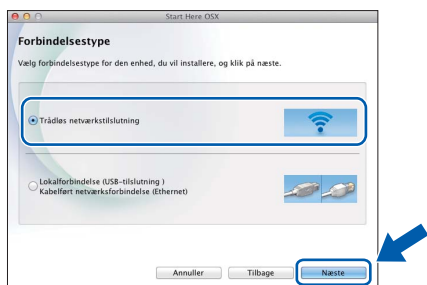 Start Here OSX
Forbindelsestype
Vælg forbindelsestype for den enhed, du vil installere, og klik på næste.
Trådløs netværkstilslutning
Lokalforbindelse (USB-tilslutning )
Kabelført netværksforbindelse (Ethernet)
Annuller Tilbage Næste